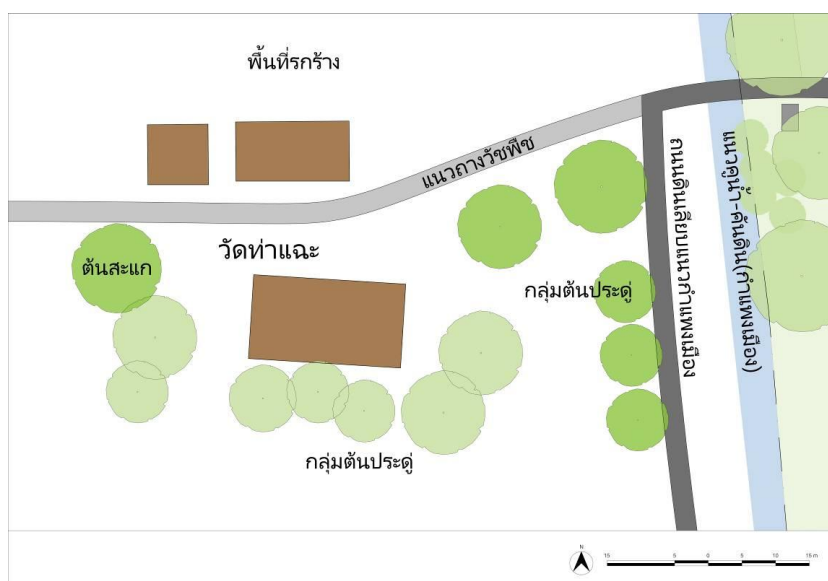 พื้นที่รกร้าง
แนวถางวัชพืช
วัดท่าแฉะ
ต้นสะแก
กลุ่มต้นประดู่
ถนนดินเลียบแนวกำแพงเมือง
แนวคูน้ำ-คันดิน(กำแพงเมือง)
กลุ่มต้นประดู่
N
15 5 0 5 10 15 m